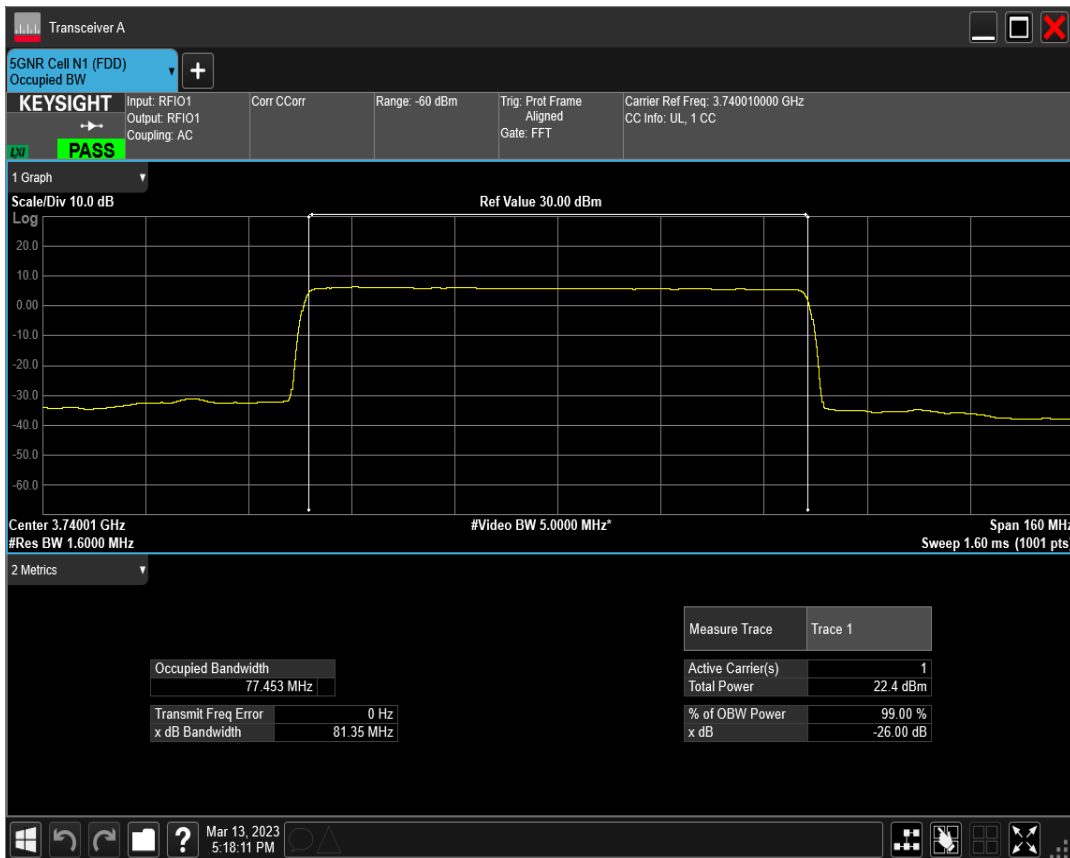 Transceiver A
5GNR Cell N1 (FDD)
Occupied BW
KEYSIGHT
LXI
PASS
Input: RFIO1
Output: RFIO1
Coupling: AC
Corr CCorr
Range: -60 dBm
Trig: Prot Frame
Aligned
Gate: FFT
Carrier Ref Freq: 3.740010000 GHz
CC Info: UL, 1 CC
1 Graph
Scale/Div 10.0 dB
Ref Value 30.00 dBm
Log
20.0
10.0
0.00
-10.0
-20.0
-30.0
-40.0
-50.0
-60.0
Center 3.74001 GHz
#Video BW 5.0000 MHz*
Span 160 MHz
#Res BW 1.6000 MHz
Sweep 1.60 ms (1001 pts)
2 Metrics
Measure Trace Trace 1
Occupied Bandwidth
77.453 MHz
Active Carrier(s) 1
Total Power 22.4 dBm
Transmit Freq Error 0 Hz
x dB Bandwidth 81.35 MHz
% of OBW Power 99.00 %
x dB -26.00 dB
?
Mar 13, 2023
5:18:11 PM